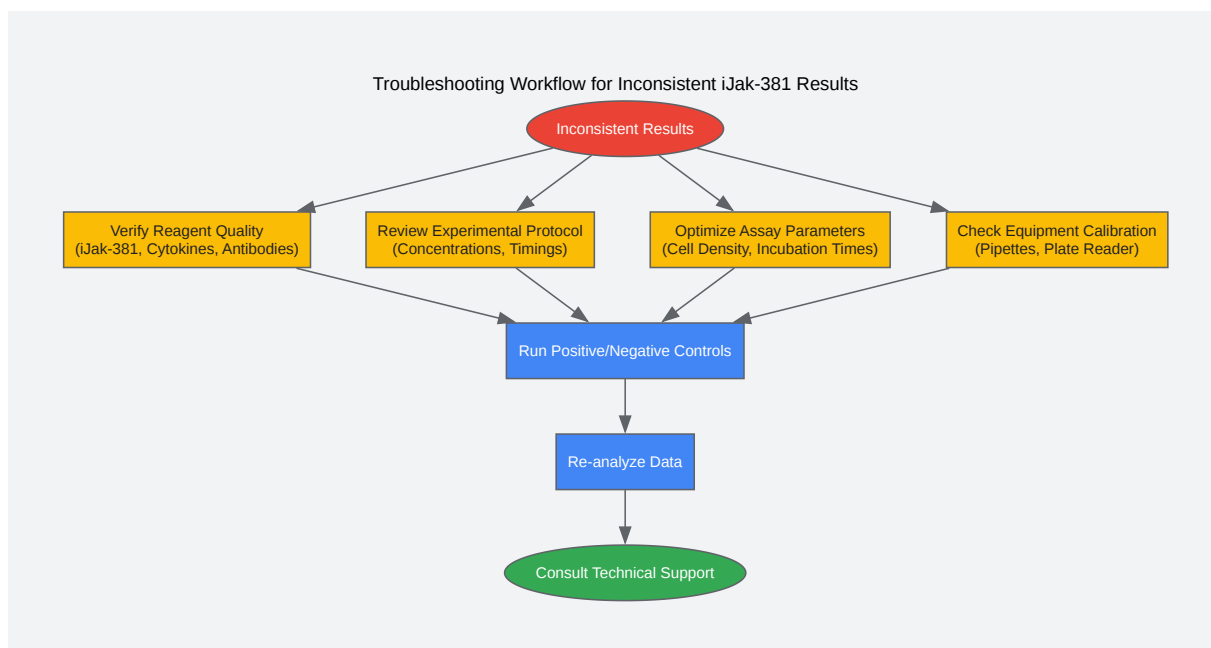 Troubleshooting Workflow for Inconsistent iJak-381 Results
Inconsistent Results
Verify Reagent Quality
(iJak-381, Cytokines, Antibodies)
Review Experimental Protocol
(Concentrations, Timings)
Optimize Assay Parameters
(Cell Density, Incubation Times)
Check Equipment Calibration
(Pipettes, Plate Reader)
Run Positive/Negative Controls
Re-analyze Data
Consult Technical Support